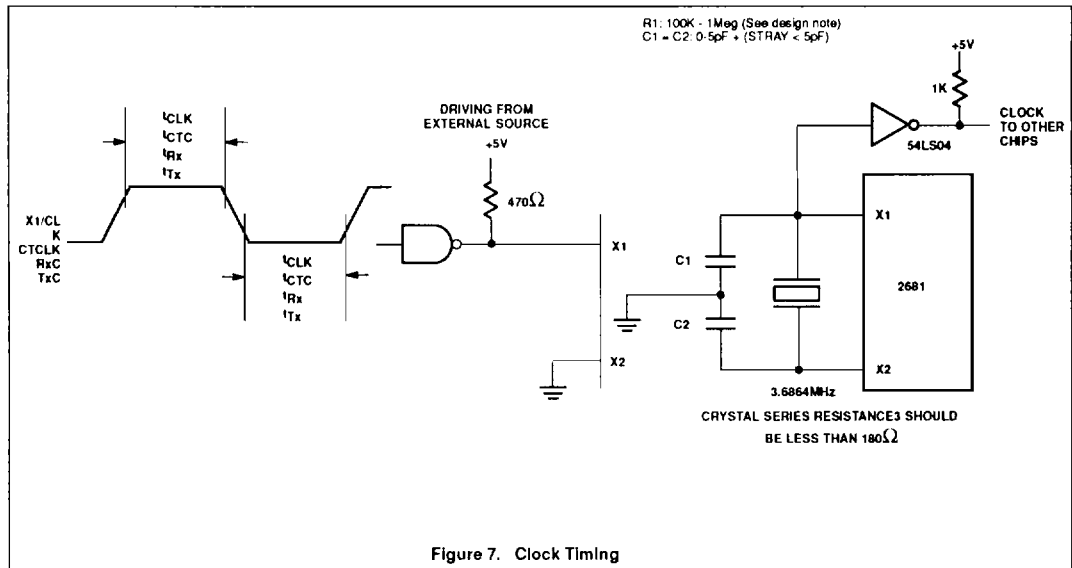 R1: 100K - 1Meg (See design note)
C1 = C2: 0-5pF + (STRAY < 5pF)
+5V
1K
CLOCK
TO OTHER
CHIPS
54LS04
DRIVING FROM
EXTERNAL SOURCE
+5V
470Ω
tCLK
tCTC
tRx
tTx
X1/CL
K
CTCLK
RxC
TxC
tCLK
tCTC
tRx
tTx
X1
X2
C1
C2
X1
2681
X2
3.6864MHz
CRYSTAL SERIES RESISTANCE3 SHOULD
BE LESS THAN 180Ω
Figure 7. Clock Timing